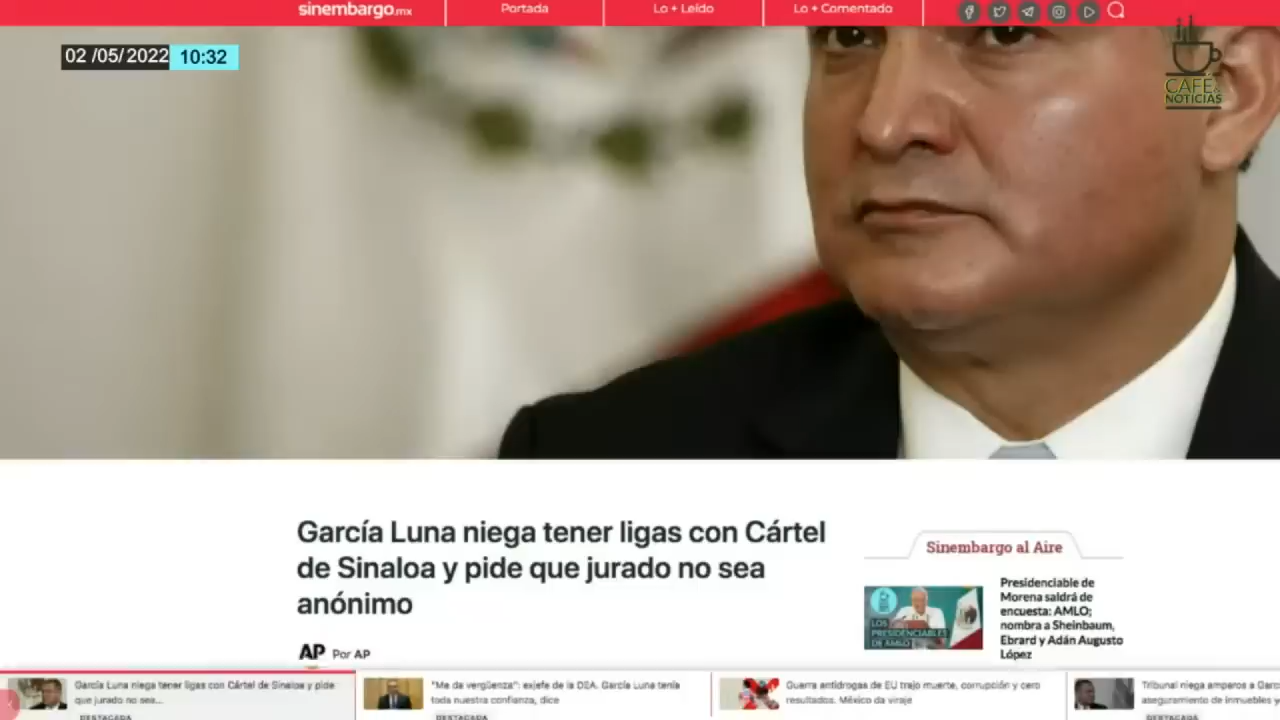 sinembargo.mx
Portada
Lo + Leído
Lo + Comentado
02 /05/2022 10:32
CAFÉ &
NOTICIAS
García Luna niega tener ligas con Cártel
de Sinaloa y pide que jurado no sea
anónimo
AP Por AP
Sinembargo al Aire
Presidenciable de
Morena saldrá de
encuesta: AMLO;
nombra a Sheinbaum,
Ebrard y Adán Augusto
López
LOS
PRESIDENCIABLES
DE AMLO
García Luna niega tener ligas con Cártel de Sinaloa y pide
que jurado no sea...
DESTACADA
"Me da vergüenza": exjefe de la DEA. García Luna tenía
toda nuestra confianza, dice
DESTACADA
Guerra antidrogas de EU trajo muerte, corrupción y cero
resultados. México da viraje
Tribunal niega amparos a Garc
aseguramiento de inmuebles y
DESTACADA